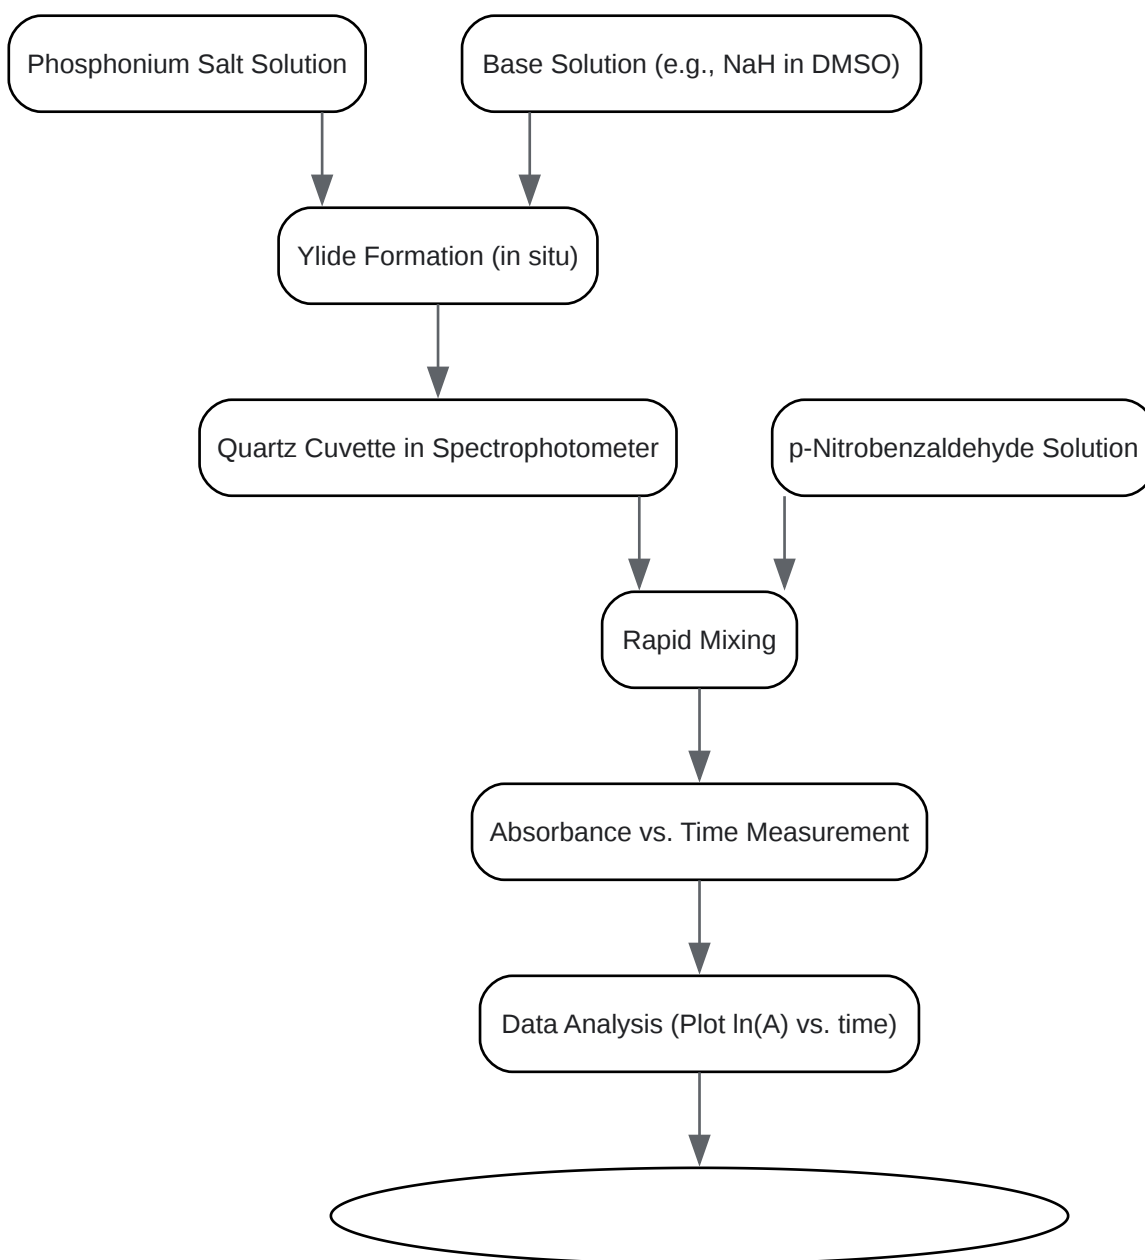 Phosphonium Salt Solution
Base Solution (e.g., NaH in DMSO)
Ylide Formation (in situ)
Quartz Cuvette in Spectrophotometer
p-Nitrobenzaldehyde Solution
Rapid Mixing
Absorbance vs. Time Measurement
Data Analysis (Plot ln(A) vs. time)